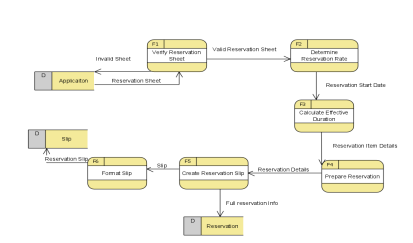 F1
Verify Reservation
Sheet
Valid Reservation Sheet
F2
Determine
Reservation Rate
Invalid Sheet
D
Applicaiton
Reservation Sheet
Reservation Start Date
F3
Calculate Effective
Duration
D
Slip
Reservation Item Details
Reservation Slip
F6
Format Slip
Slip
F5
Create Reservation Slip
Reservation Details
F4
Prepare Reservation
Full reservation Info
D
Reservation